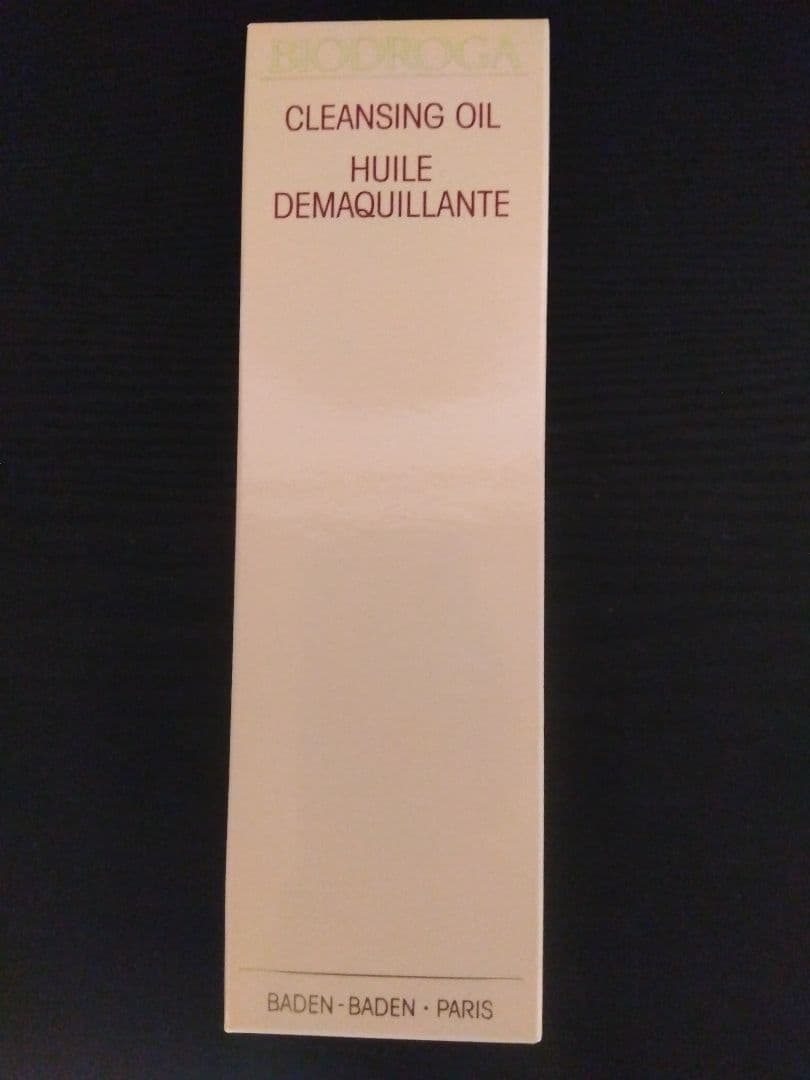 BIODROGA
CLEANSING OIL
HUILE
DEMAQUILLANTE
BADEN-BADEN · PARIS